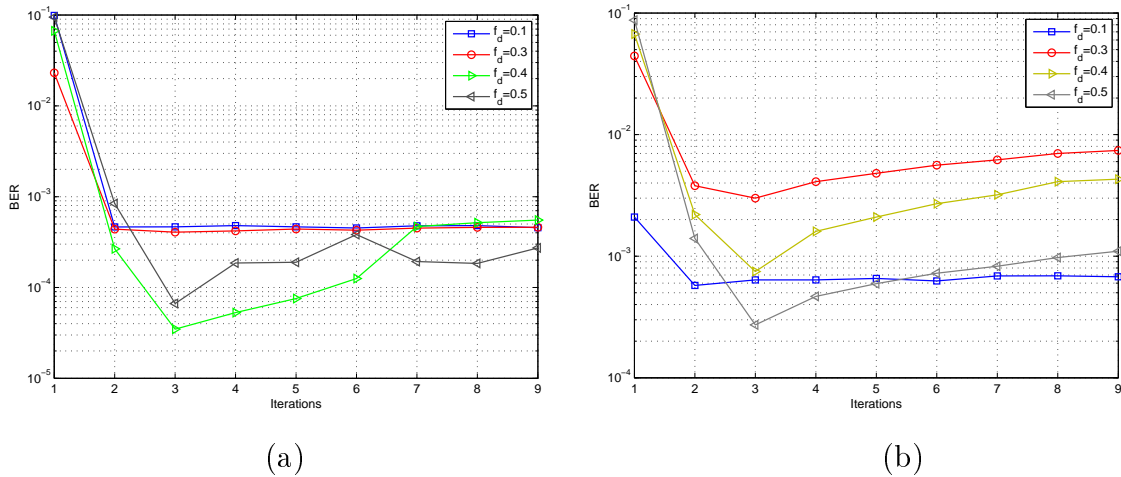 10^-1
10^-2
10^-3
10^-4
10^-5
BER
1 2 3 4 5 6 7 8 9
Iterations
f_d=0.1
f_d=0.3
f_d=0.4
f_d=0.5
(a)
10^-1
10^-2
10^-3
10^-4
BER
1 2 3 4 5 6 7 8 9
Iterations
f_d=0.1
f_d=0.3
f_d=0.4
f_d=0.5
(b)